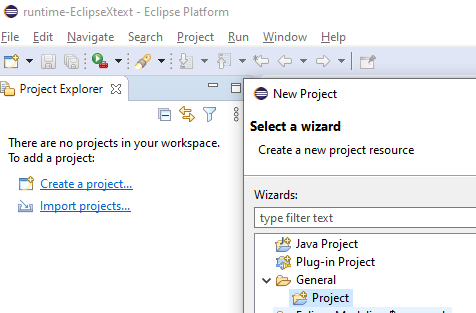 runtime-EclipseXtext - Eclipse Platform
File Edit Navigate Search Project Run Window Help
Project Explorer
There are no projects in your workspace.
To add a project:
Create a project...
Import projects...
New Project
Select a wizard
Create a new project resource
Wizards:
type filter text
Java Project
Plug-in Project
General
Project